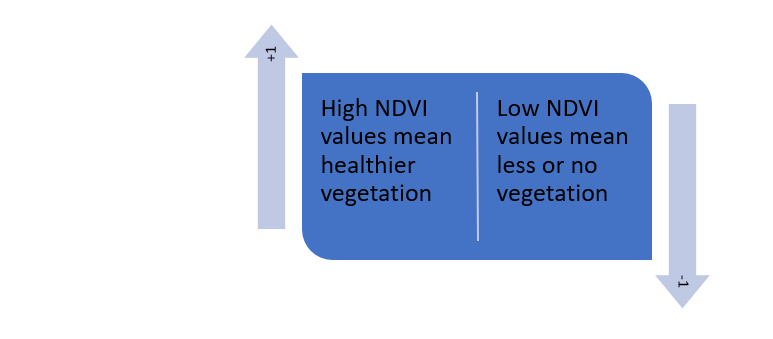 +1
High NDVI
values mean
healthier
vegetation
Low NDVI
values mean
less or no
vegetation
-1